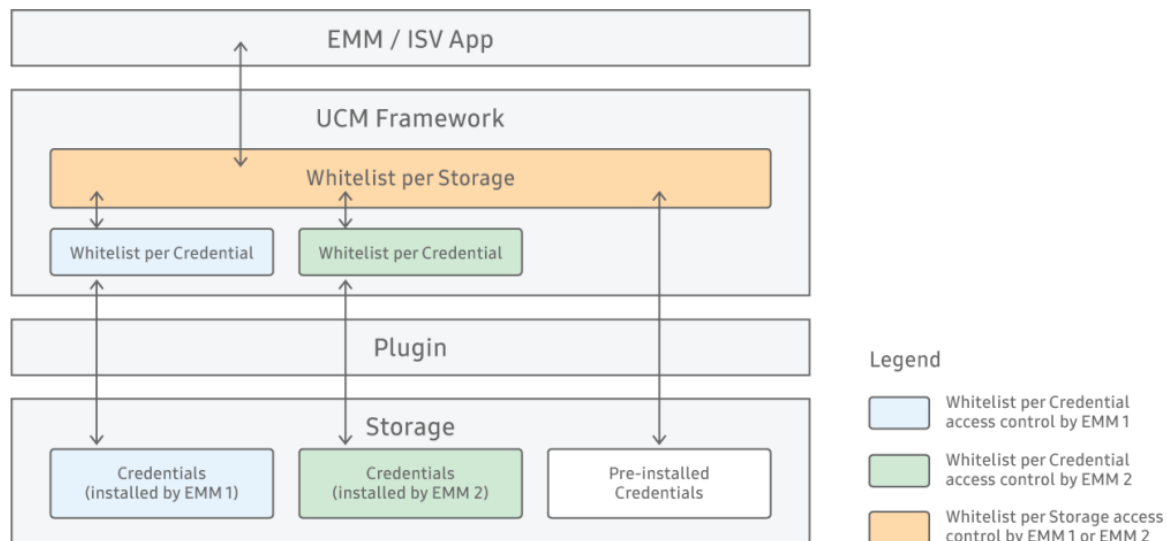 EMM / ISV App
UCM Framework
Whitelist per Storage
Whitelist per Credential
Whitelist per Credential
Plugin
Storage
Credentials
(installed by EMM 1)
Credentials
(installed by EMM 2)
Pre-installed
Credentials
Legend
Whitelist per Credential
access control by EMM 1
Whitelist per Credential
access control by EMM 2
Whitelist per Storage access
control by EMM 1 or EMM 2